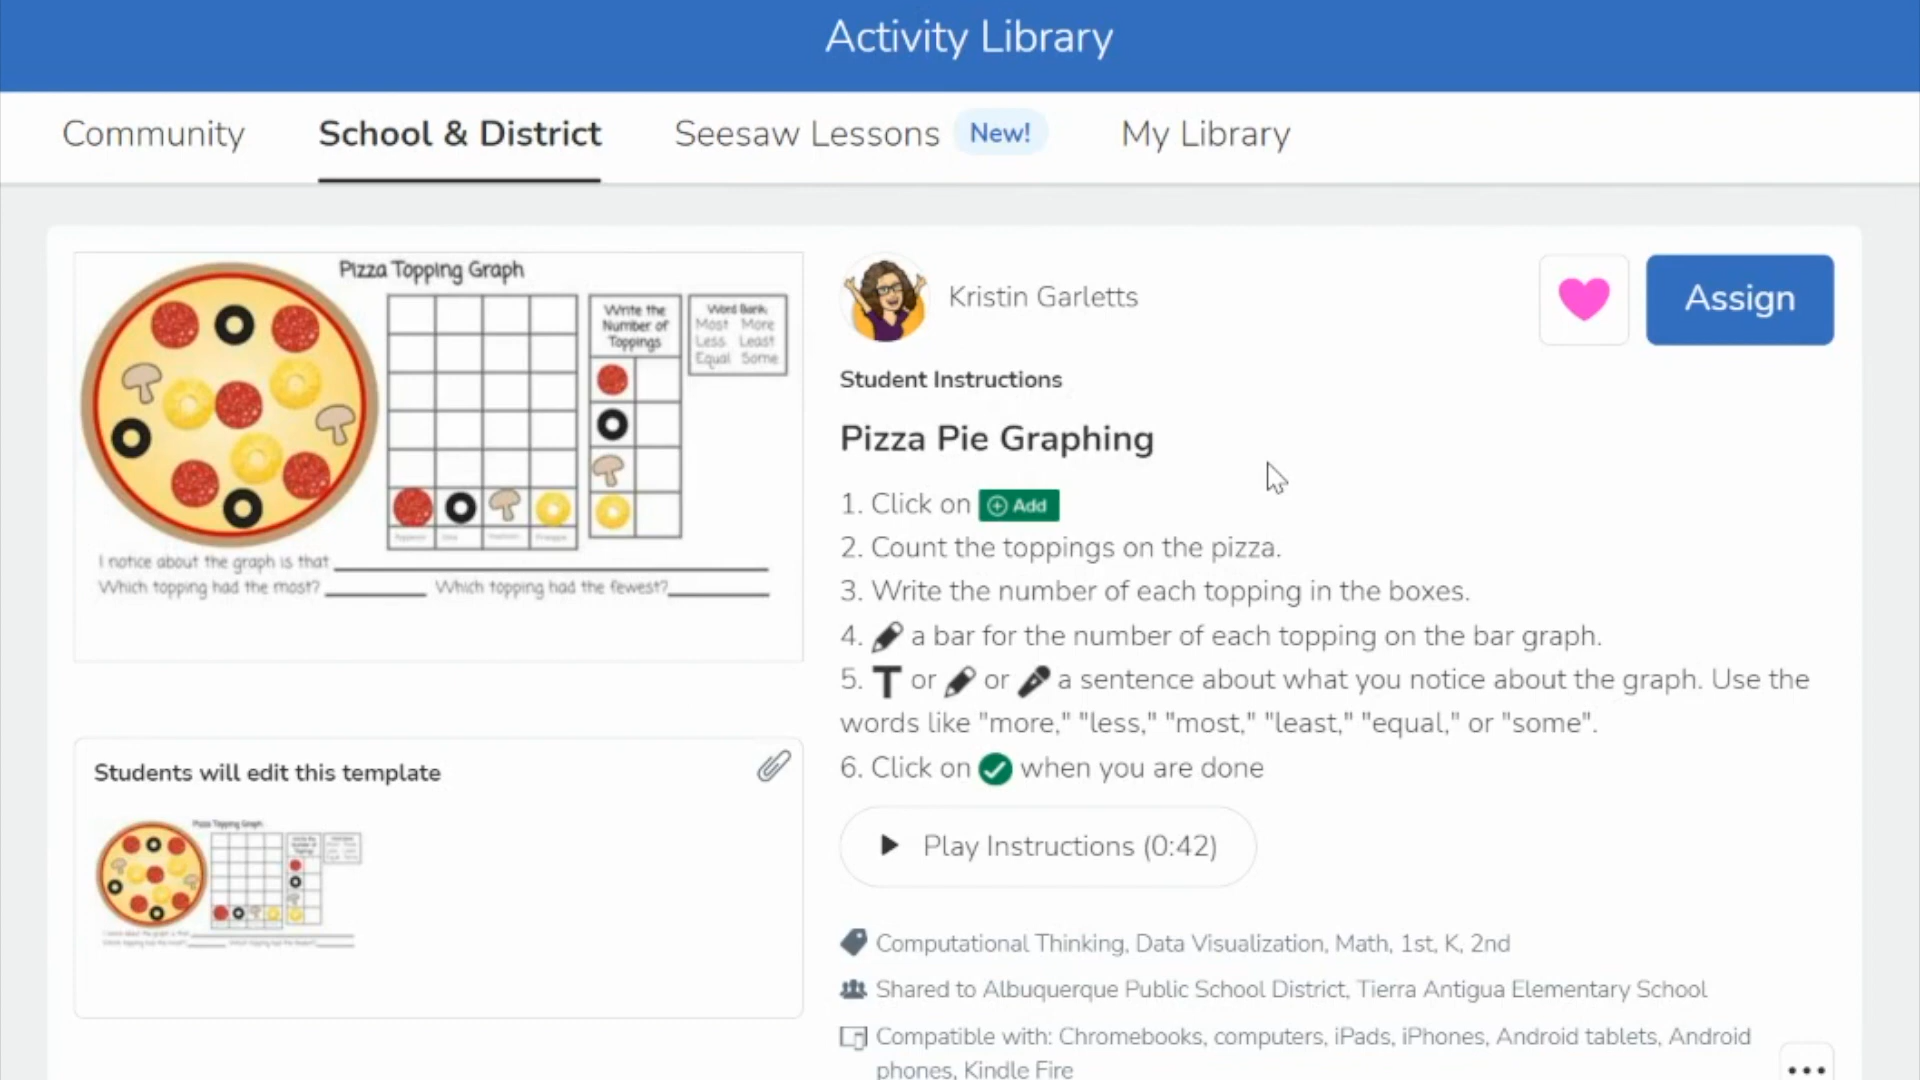 Activity Library
Community School & District Seesaw Lessons New! My Library
Pizza Topping Graph
Write the
Number of
Toppings
Word Bank
Most More
Less Least
Equal Some
I notice about the graph is that
Which topping had the most? Which topping had the fewest?
Kristin Garletts
Assign
Student Instructions
Pizza Pie Graphing
1. Click on Add
2. Count the toppings on the pizza.
3. Write the number of each topping in the boxes.
4. a bar for the number of each topping on the bar graph.
5. T or or a sentence about what you notice about the graph. Use the
words like "more," "less," "most," "least," "equal," or "some".
6. Click on when you are done
Play Instructions (0:42)
Students will edit this template
Pizza Topping Graph
Computational Thinking, Data Visualization, Math, 1st, K, 2nd
Shared to Albuquerque Public School District, Tierra Antigua Elementary School
Compatible with: Chromebooks, computers, iPads, iPhones, Android tablets, Android
phones, Kindle Fire